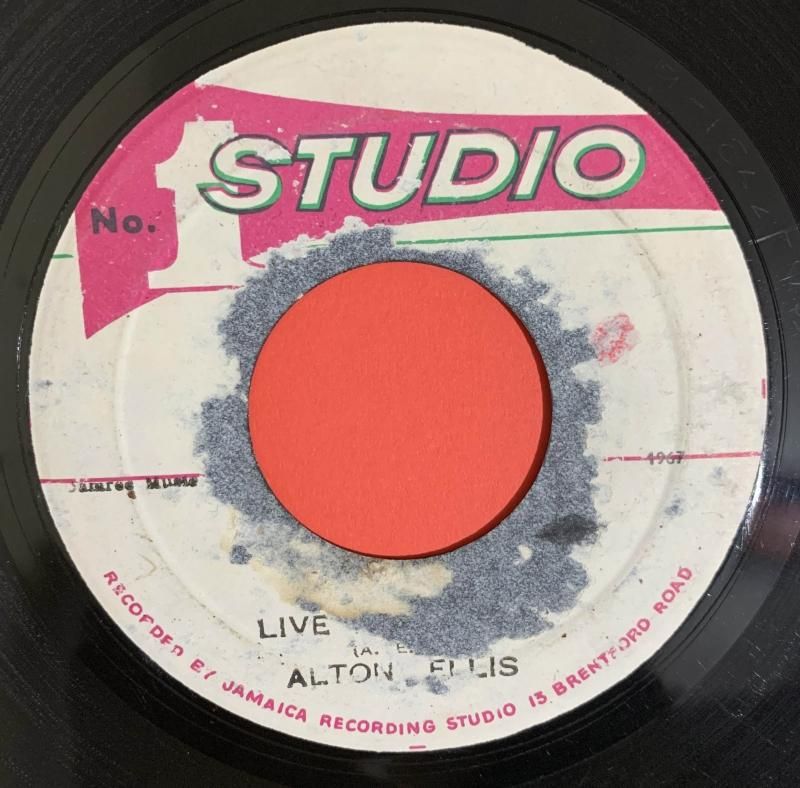 STUDIO
No. 1
1967
Jamrec Music
LIVE
(A. E.
ALTON ELLIS
RECORDED BY JAMAICA RECORDING STUDIO 13 BRENTFORD ROAD